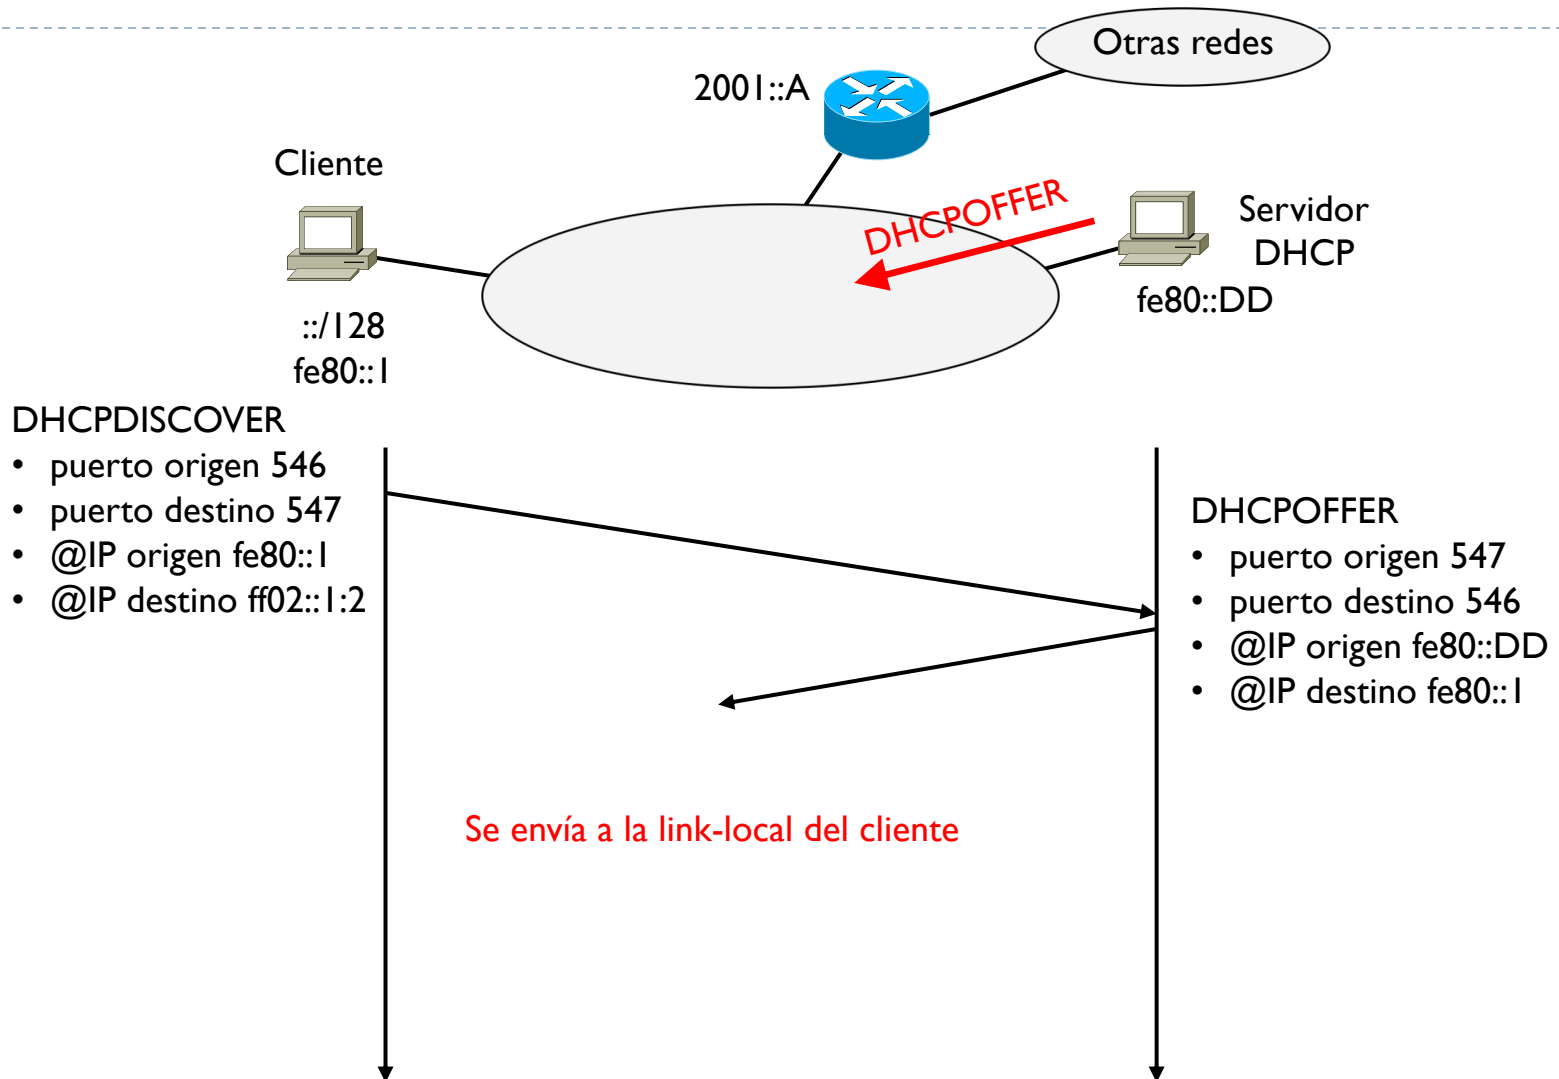 Otras redes
2001::A
Cliente
DHCPOFFER
Servidor
DHCP
fe80::DD
::/128
fe80::1
DHCPDISCOVER
• puerto origen 546
• puerto destino 547
• @IP origen fe80::1
• @IP destino ff02::1:2
DHCPOFFER
• puerto origen 547
• puerto destino 546
• @IP origen fe80::DD
• @IP destino fe80::1
Se envía a la link-local del cliente